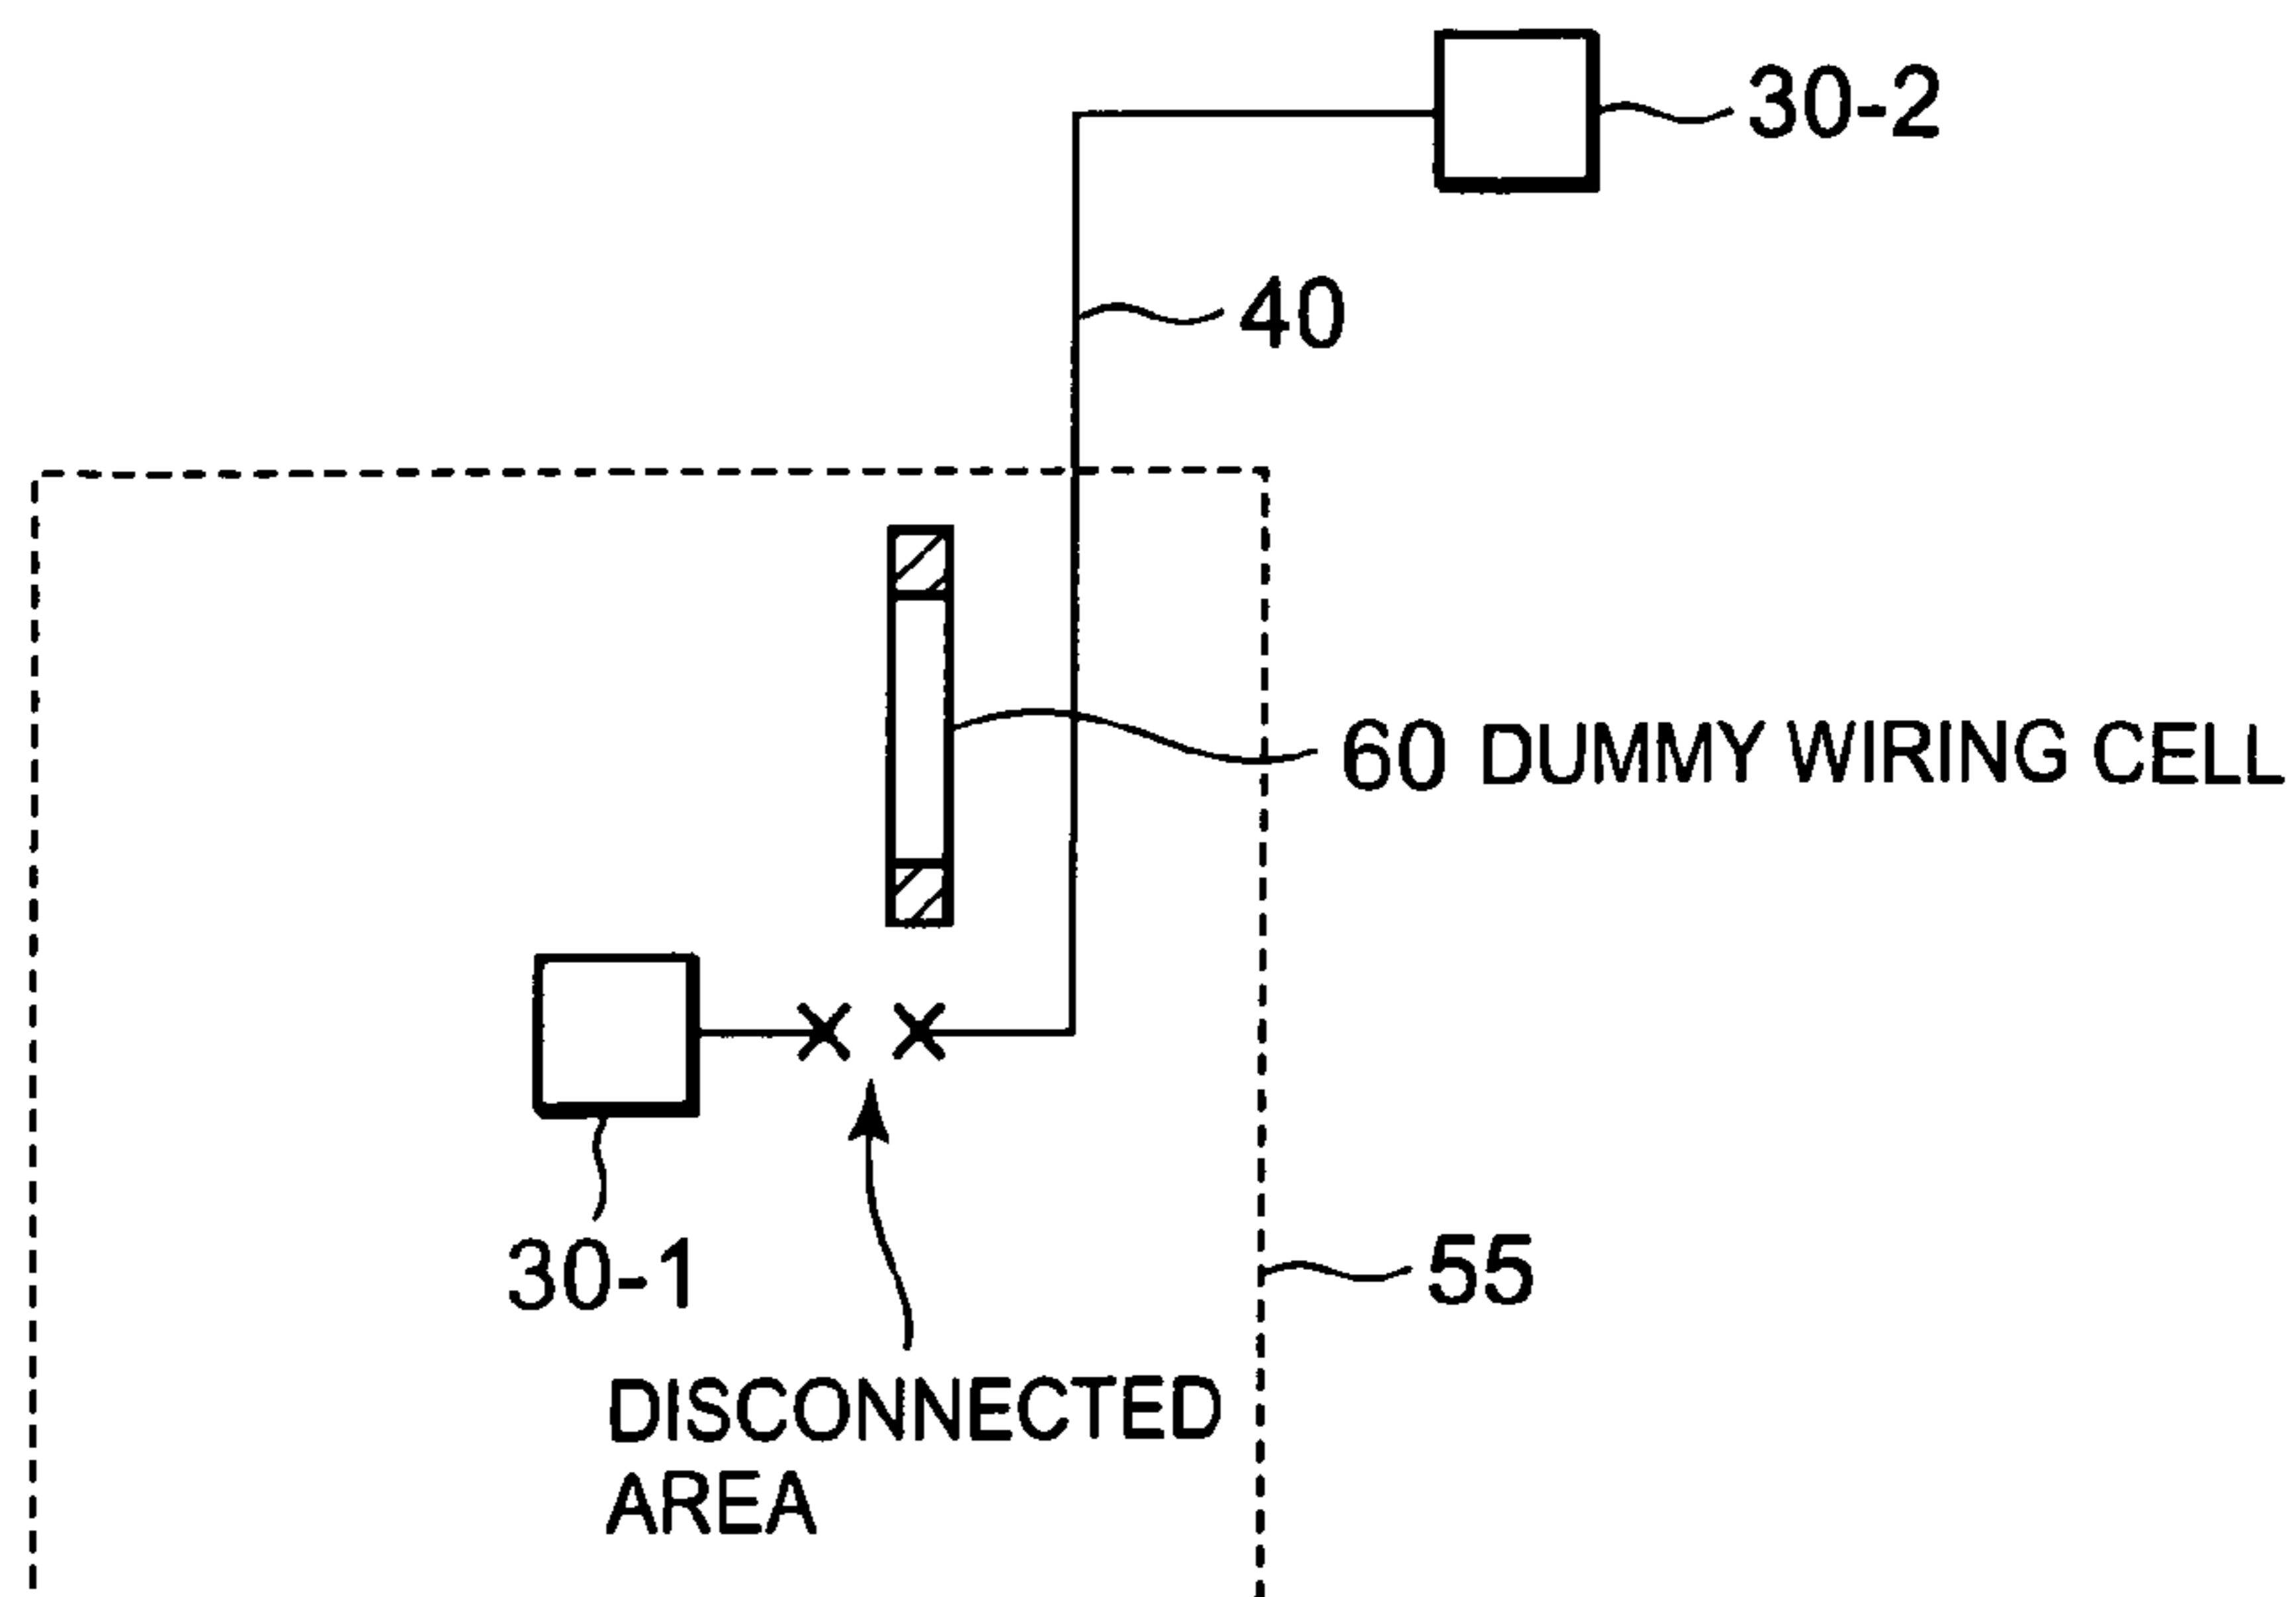 30-2
40
60 DUMMY WIRING CELL
30-1
55
DISCONNECTED
AREA